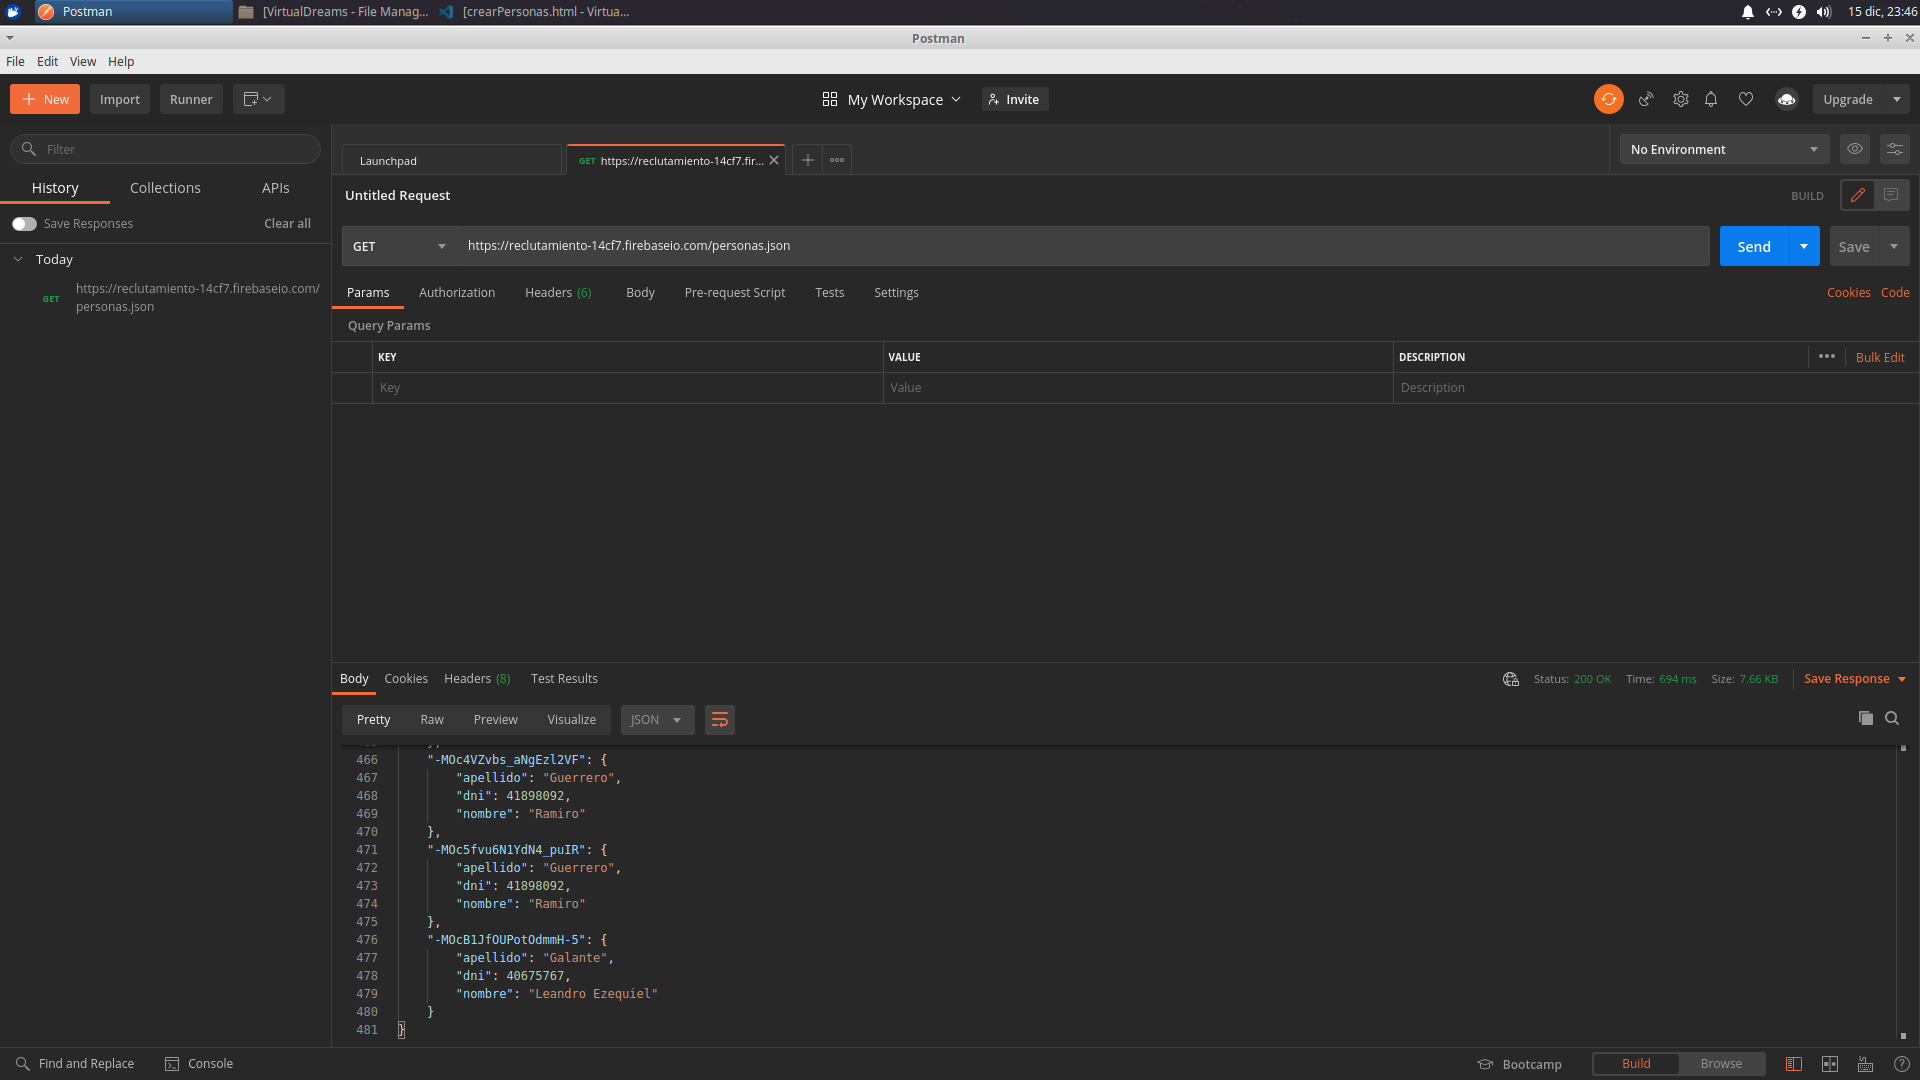 Postman
[VirtualDreams - File Manag...
[crearPersonas.html - Virtua...
15 dic, 23:46
Postman
File Edit View Help
New
Import
Runner
My Workspace
Invite
Upgrade
Filter
History Collections APIs
Save Responses Clear all
Today
GET https://reclutamiento-14cf7.firebaseio.com/
personas.json
Launchpad
GET https://reclutamiento-14cf7.fir...
No Environment
Untitled Request
BUILD
GET https://reclutamiento-14cf7.firebaseio.com/personas.json
Send
Save
Params Authorization Headers (6) Body Pre-request Script Tests Settings
Cookies Code
Query Params
KEY VALUE DESCRIPTION
Bulk Edit
Key Value Description
Body Cookies Headers (8) Test Results
Status: 200 OK Time: 694 ms Size: 7.66 KB Save Response
Pretty Raw Preview Visualize JSON
466 "-MOc4VZvbs_aNgEzl2VF": {
467 "apellido": "Guerrero",
468 "dni": 41898092,
469 "nombre": "Ramiro"
470 },
471 "-MOc5fvu6N1YdN4_puIR": {
472 "apellido": "Guerrero",
473 "dni": 41898092,
474 "nombre": "Ramiro"
475 },
476 "-MOcB1JfOUPotOdmmH-5": {
477 "apellido": "Galante",
478 "dni": 40675767,
479 "nombre": "Leandro Ezequiel"
480 }
481 }
Find and Replace
Console
Bootcamp
Build Browse